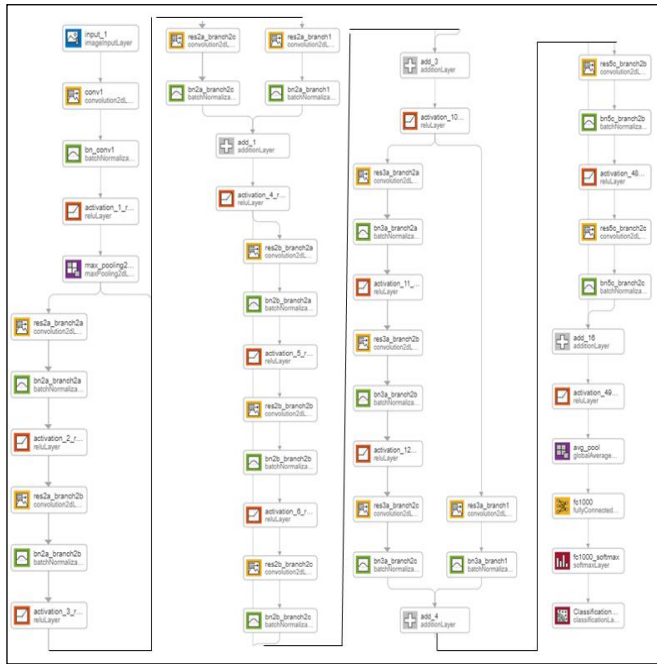 input_1
imageInputLayer
conv1
convolution2dL...
bn_conv1
batchNormaliza...
activation_1_r...
reluLayer
max_pooling2...
maxPooling2dL...
res2a_branch2a
convolution2dL...
bn2a_branch2a
batchNormaliza...
activation_2_r...
reluLayer
res2a_branch2b
convolution2dL...
bn2a_branch2b
batchNormaliza...
activation_3_r...
reluLayer
res2a_branch2c
convolution2dL...
res2a_branch1
convolution2dL...
bn2a_branch2c
batchNormaliza...
bn2a_branch1
batchNormaliza...
add_1
additionLayer
activation_4_r...
reluLayer
res2b_branch2a
convolution2dL...
bn2b_branch2a
batchNormaliza...
activation_5_r...
reluLayer
res2b_branch2b
convolution2dL...
bn2b_branch2b
batchNormaliza...
activation_6_r...
reluLayer
res2b_branch2c
convolution2dL...
bn2b_branch2c
batchNormaliza...
add_3
additionLayer
activation_10...
reluLayer
res3a_branch2a
convolution2dL...
bn3a_branch2a
batchNormaliza...
activation_11_...
reluLayer
res3a_branch2b
convolution2dL...
bn3a_branch2b
batchNormaliza...
activation_12...
reluLayer
res3a_branch2c
convolution2dL...
res3a_branch1
convolution2dL...
bn3a_branch2c
batchNormaliza...
bn3a_branch1
batchNormaliza...
add_4
additionLayer
res5c_branch2b
convolution2dL...
bn5c_branch2b
batchNormaliza...
activation_48...
reluLayer
res5c_branch2c
convolution2dL...
bn5c_branch2c
batchNormaliza...
add_16
additionLayer
activation_49...
reluLayer
avg_pool
globalAverage...
fc1000
fullyConnected...
fc1000_softmax
softmaxLayer
Classification...
classificationLa...